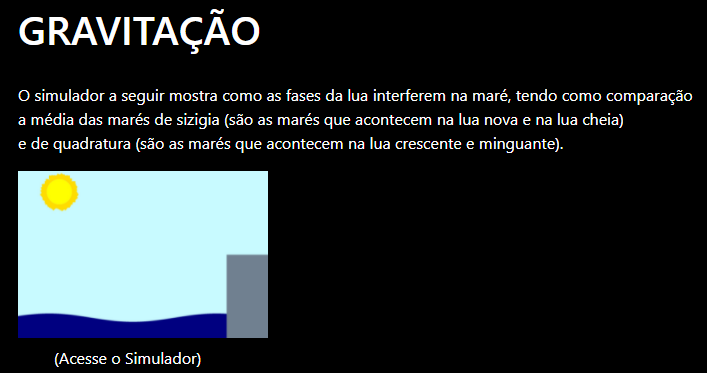 GRAVITAÇÃO
O simulador a seguir mostra como as fases da lua interferem na maré, tendo como comparação
a média das marés de sizigia (são as marés que acontecem na lua nova e na lua cheia)
e de quadratura (são as marés que acontecem na lua crescente e minguante).
(Acesse o Simulador)